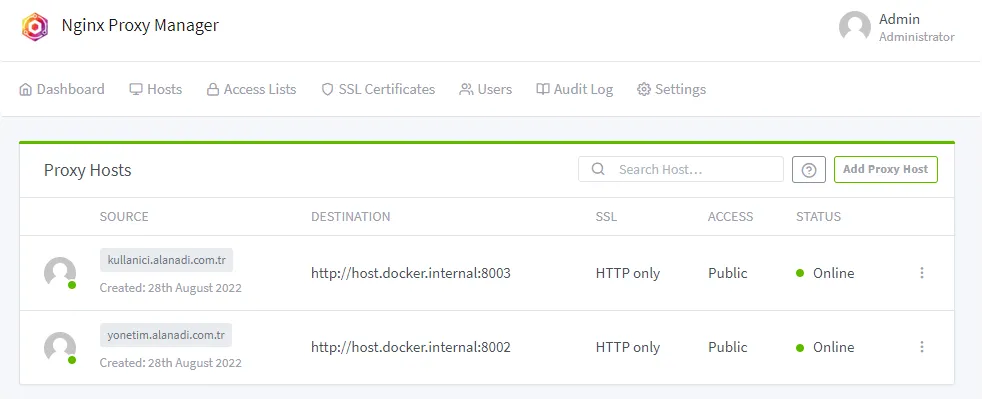 Nginx Proxy Manager
Admin
Administrator
Dashboard Hosts Access Lists SSL Certificates Users Audit Log Settings
Proxy Hosts Search Host... Add Proxy Host
SOURCE DESTINATION SSL ACCESS STATUS
kullanici.alanadi.com.tr
Created: 28th August 2022
http://host.docker.internal:8003 HTTP only Public Online
yonetim.alanadi.com.tr
Created: 28th August 2022
http://host.docker.internal:8002 HTTP only Public Online